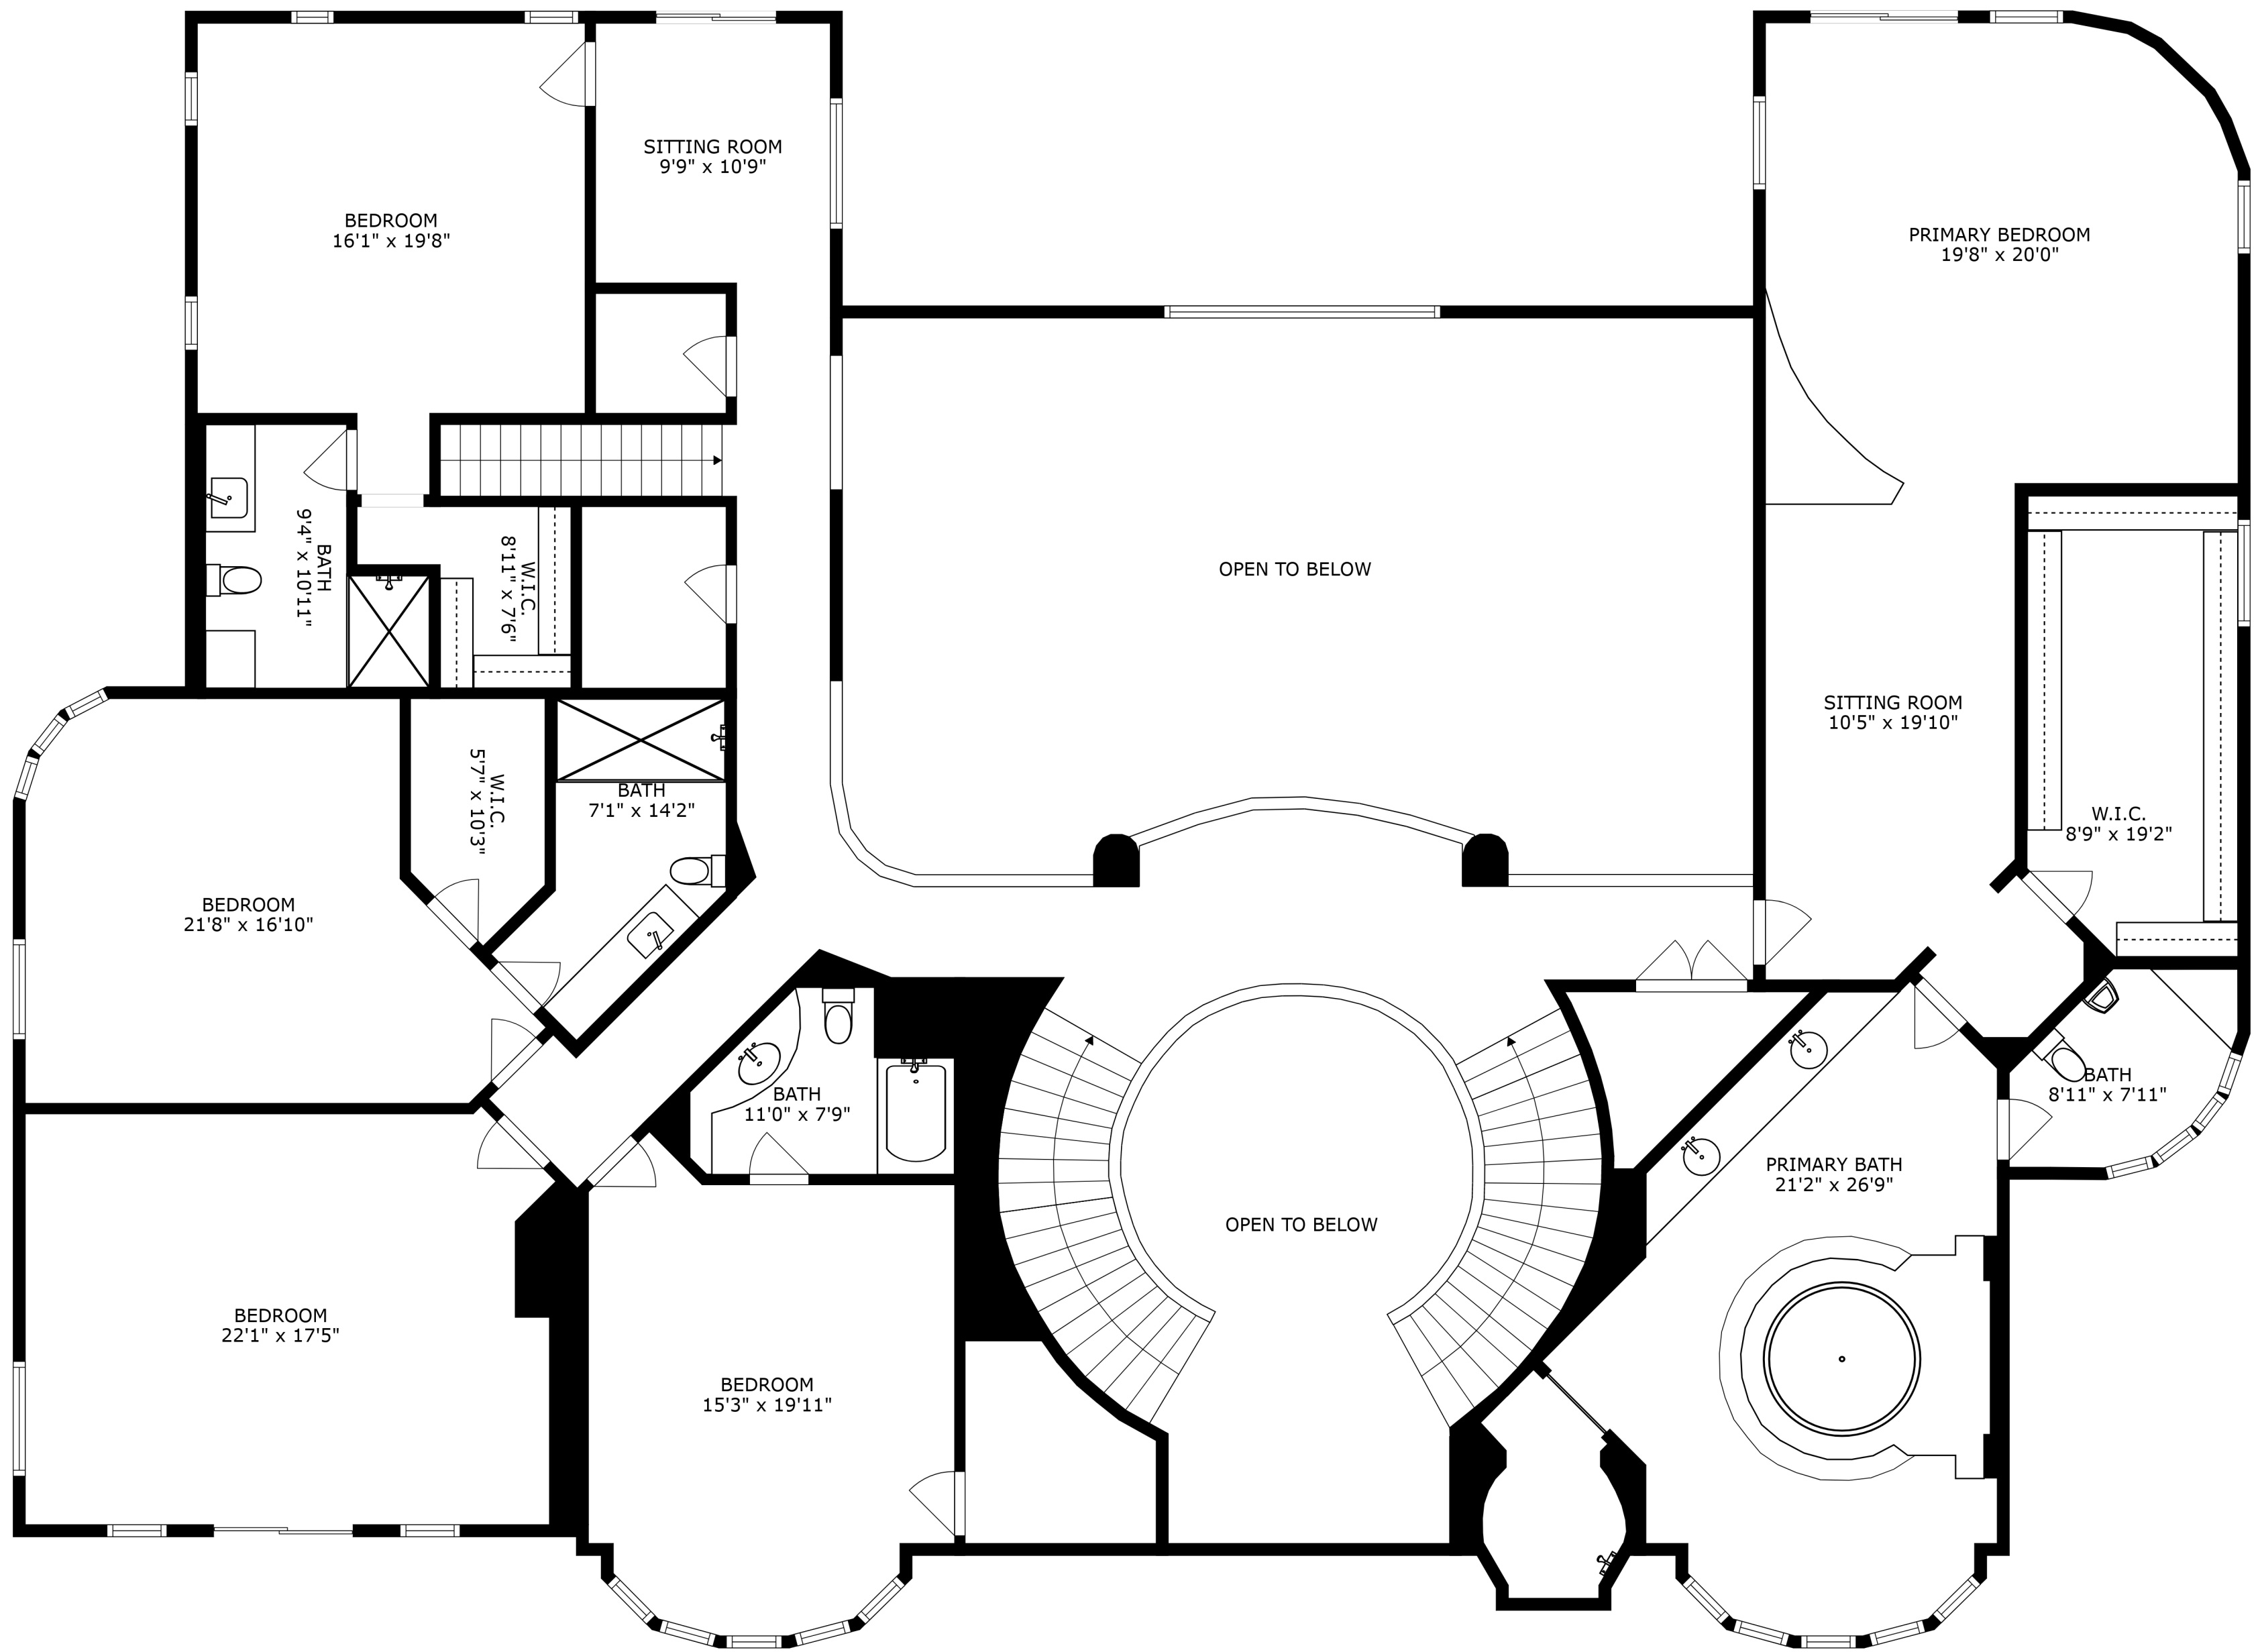 SITTING ROOM
9'9" x 10'9"
BEDROOM
16'1" x 19'8"
PRIMARY BEDROOM
19'8" x 20'0"
BATH
9'4" x 10'11"
W.I.C.
8'11" x 7'6"
OPEN TO BELOW
SITTING ROOM
10'5" x 19'10"
W.I.C.
5'7" x 10'3"
BATH
7'1" x 14'2"
W.I.C.
8'9" x 19'2"
BEDROOM
21'8" x 16'10"
BATH
11'0" x 7'9"
BATH
8'11" x 7'11"
PRIMARY BATH
21'2" x 26'9"
OPEN TO BELOW
BEDROOM
22'1" x 17'5"
BEDROOM
15'3" x 19'11"